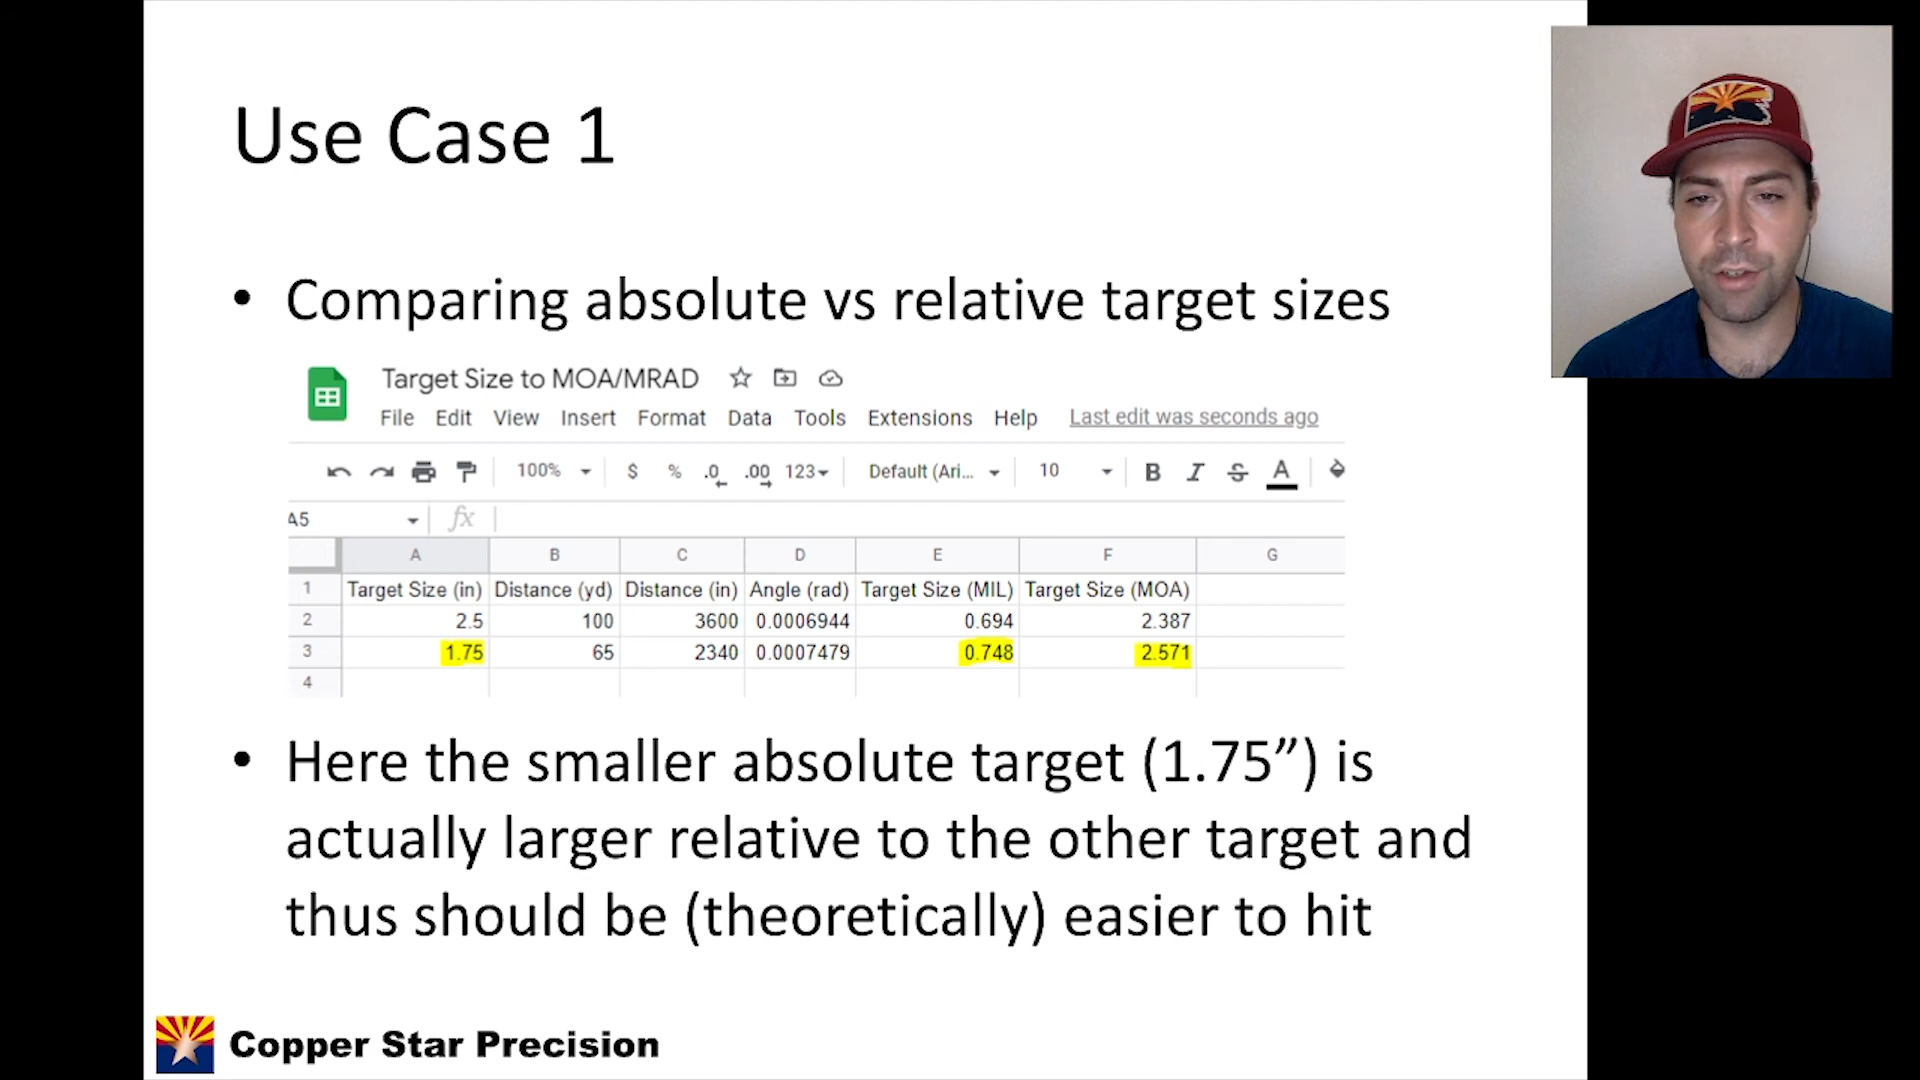 Use Case 1
• Comparing absolute vs relative target sizes
Target Size to MOA/MRAD
File Edit View Insert Format Data Tools Extensions Help Last edit was seconds ago
100% $ % .0 .00 123 Default (Ari... 10 B I S A
A5 fx
A B C D E F G
1 Target Size (in) Distance (yd) Distance (in) Angle (rad) Target Size (MIL) Target Size (MOA)
2 2.5 100 3600 0.0006944 0.694 2.387
3 1.75 65 2340 0.0007479 0.748 2.571
4
• Here the smaller absolute target (1.75”) is
actually larger relative to the other target and
thus should be (theoretically) easier to hit
Copper Star Precision